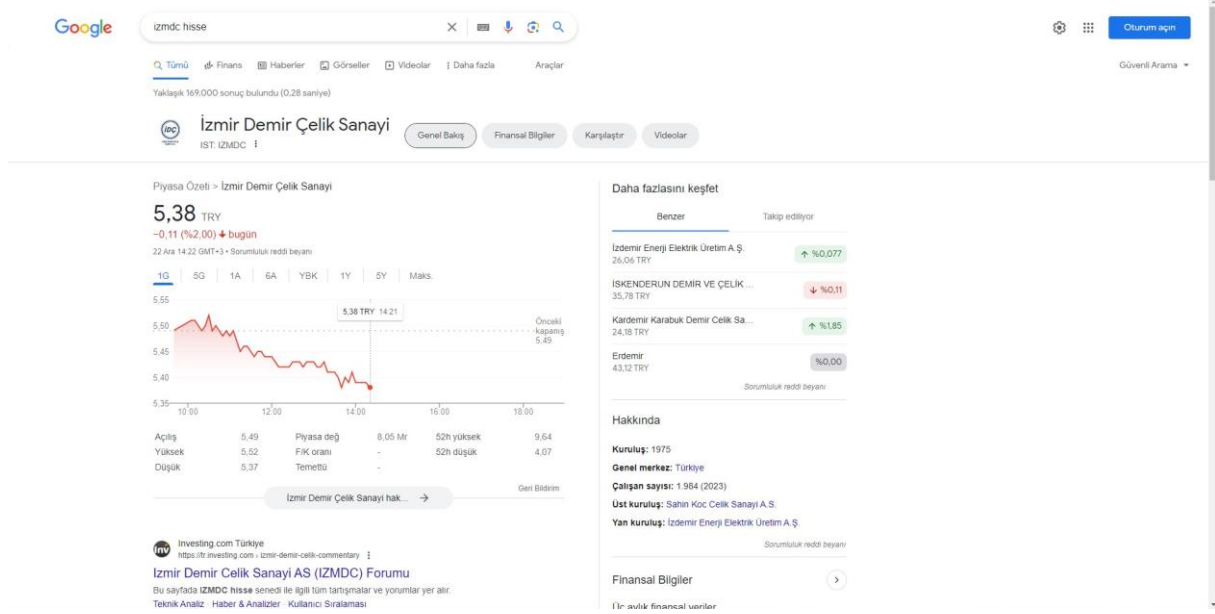 Google
izmdc hisse
Oturum açın
Tümü Finans Haberler Görseller Videolar Daha fazla Araçlar
Güvenli Arama
Yaklaşık 169.000 sonuç bulundu (0,28 saniye)
İzmir Demir Çelik Sanayi
IST: IZMDC
Genel Bakış Finansal Bilgiler Karşılaştır Videolar
Piyasa Özeti > İzmir Demir Çelik Sanayi
5,38 TRY
−0,11 (%2,00) bugün
22 Ara 14:22 GMT+3 • Sorumluluk reddi beyanı
1G 5G 1A 6A YBK 1Y 5Y Maks.
5,55
5,50
5,45
5,40
5,35
5,38 TRY 14:21
Önceki
kapanış
5,49
10:00 12:00 14:00 16:00 18:00
Açılış 5,49 Piyasa değ 8,05 Mr 52h yüksek 9,64
Yüksek 5,52 F/K oranı - 52h düşük 4,07
Düşük 5,37 Temettü -
Geri Bildirim
İzmir Demir Çelik Sanayi hak...
Inv
Investing.com Türkiye
https://tr.investing.com › izmir-demir-celik-commentary
Izmir Demir Celik Sanayi AS (IZMDC) Forumu
Bu sayfada IZMDC hisse senedi ile ilgili tüm tartışmalar ve yorumlar yer alır.
Teknik Analiz · Haber & Analizler · Kullanıcı Sıralaması
Daha fazlasını keşfet
Benzer Takip ediliyor
İzdemir Enerji Elektrik Üretim A.Ş.
26,06 TRY
%0,077
İSKENDERUN DEMİR VE ÇELİK ...
35,78 TRY
%0,11
Kardemir Karabuk Demir Celik Sa...
24,18 TRY
%1,85
Erdemir
43,12 TRY
%0,00
Sorumluluk reddi beyanı
Hakkında
Kuruluş: 1975
Genel merkez: Türkiye
Çalışan sayısı: 1.984 (2023)
Üst kuruluş: Sahin Koc Celik Sanayi A.S.
Yan kuruluş: İzdemir Enerji Elektrik Üretim A.Ş.
Sorumluluk reddi beyanı
Finansal Bilgiler
Üç aylık finansal veriler